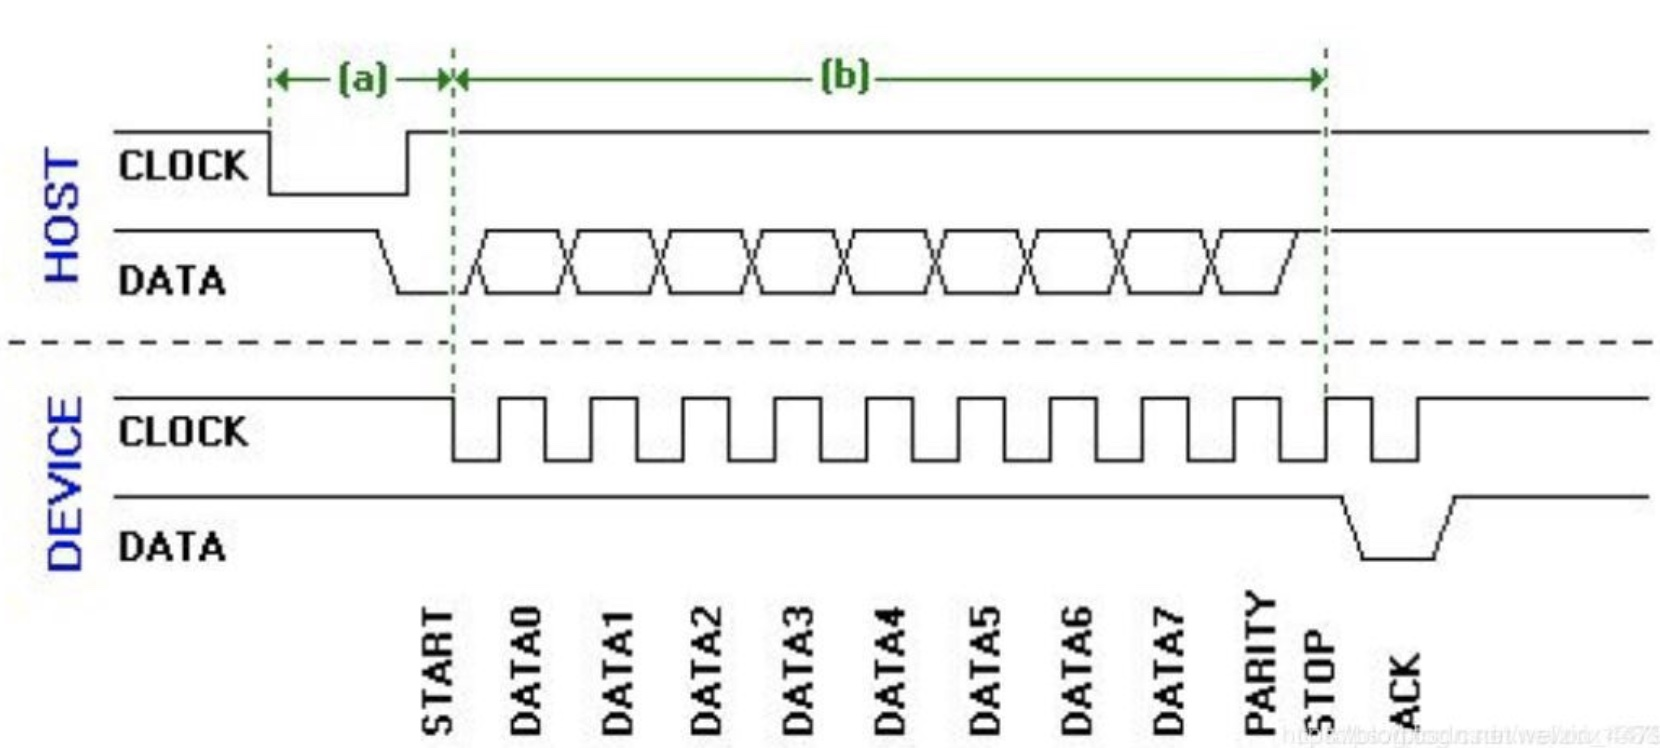 (a)
(b)
HOST
CLOCK
DATA
DEVICE
CLOCK
DATA
START
DATA0
DATA1
DATA2
DATA3
DATA4
DATA5
DATA6
DATA7
PARITY
STOP
ACK